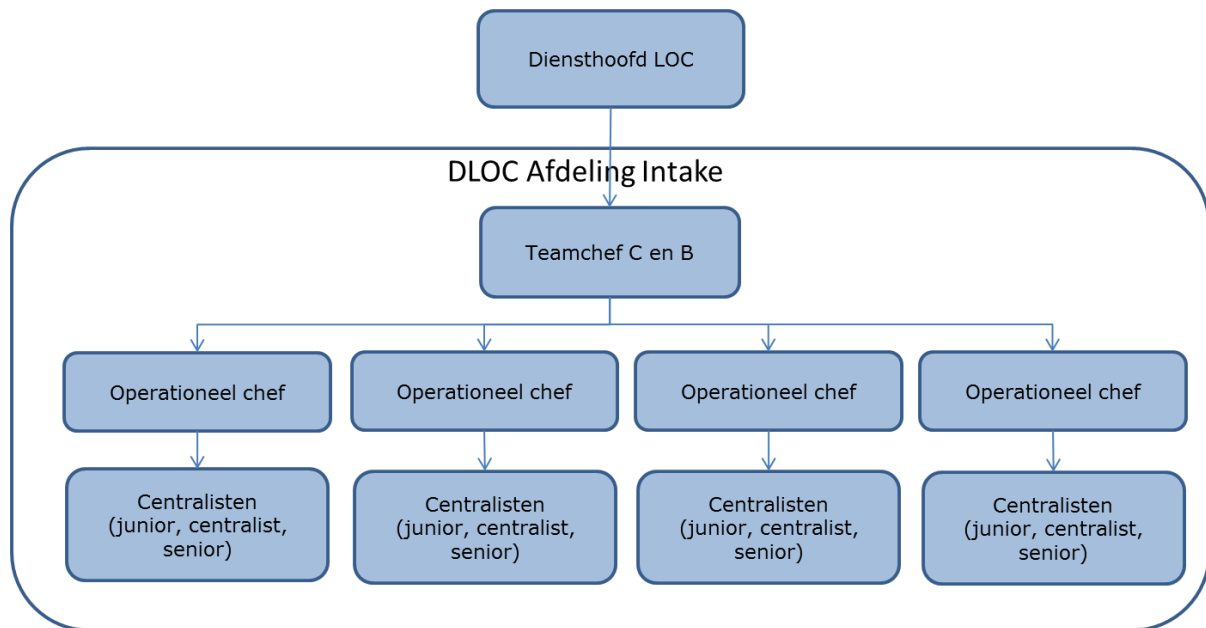 Diensthoofd LOC
DLOC Afdeling Intake
Teamchef C en B
Operationeel chef
Operationeel chef
Operationeel chef
Operationeel chef
Centralisten
(junior, centralist,
senior)
Centralisten
(junior, centralist,
senior)
Centralisten
(junior, centralist,
senior)
Centralisten
(junior, centralist,
senior)